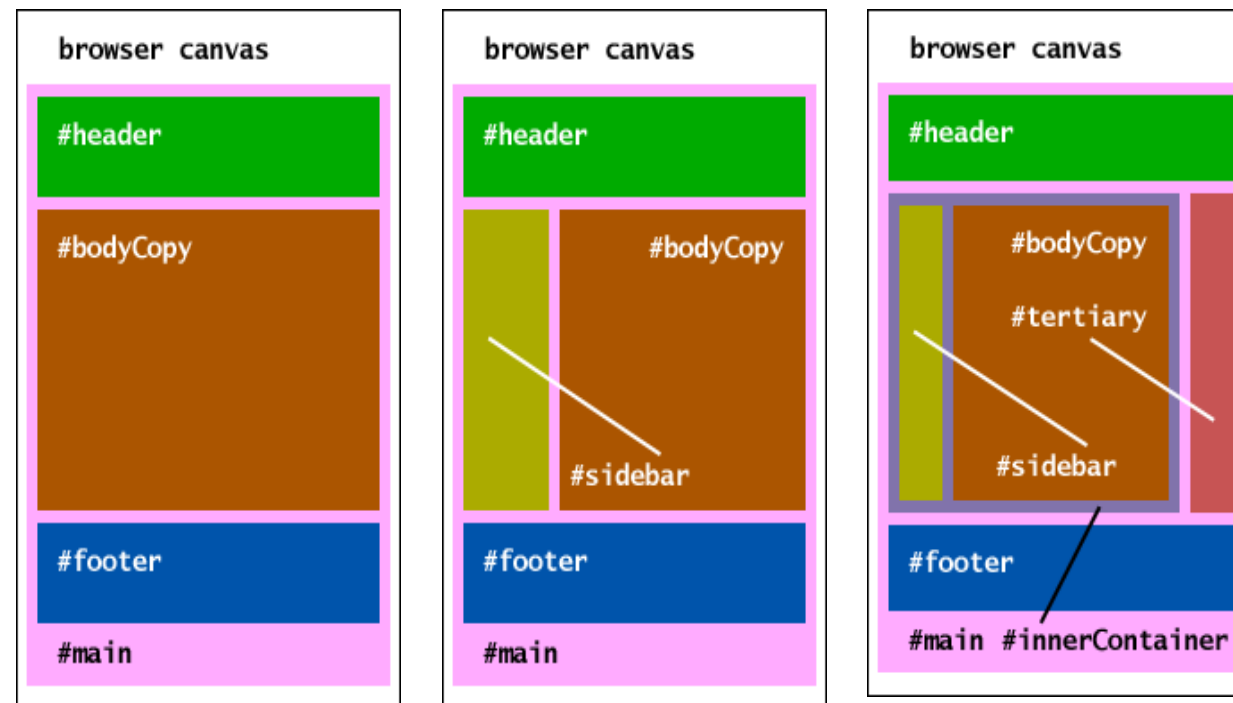 browser canvas
#header
#bodyCopy
#footer
#main
browser canvas
#header
#bodyCopy
#sidebar
#footer
#main
browser canvas
#header
#bodyCopy
#tertiary
#sidebar
#footer
#main #innerContainer